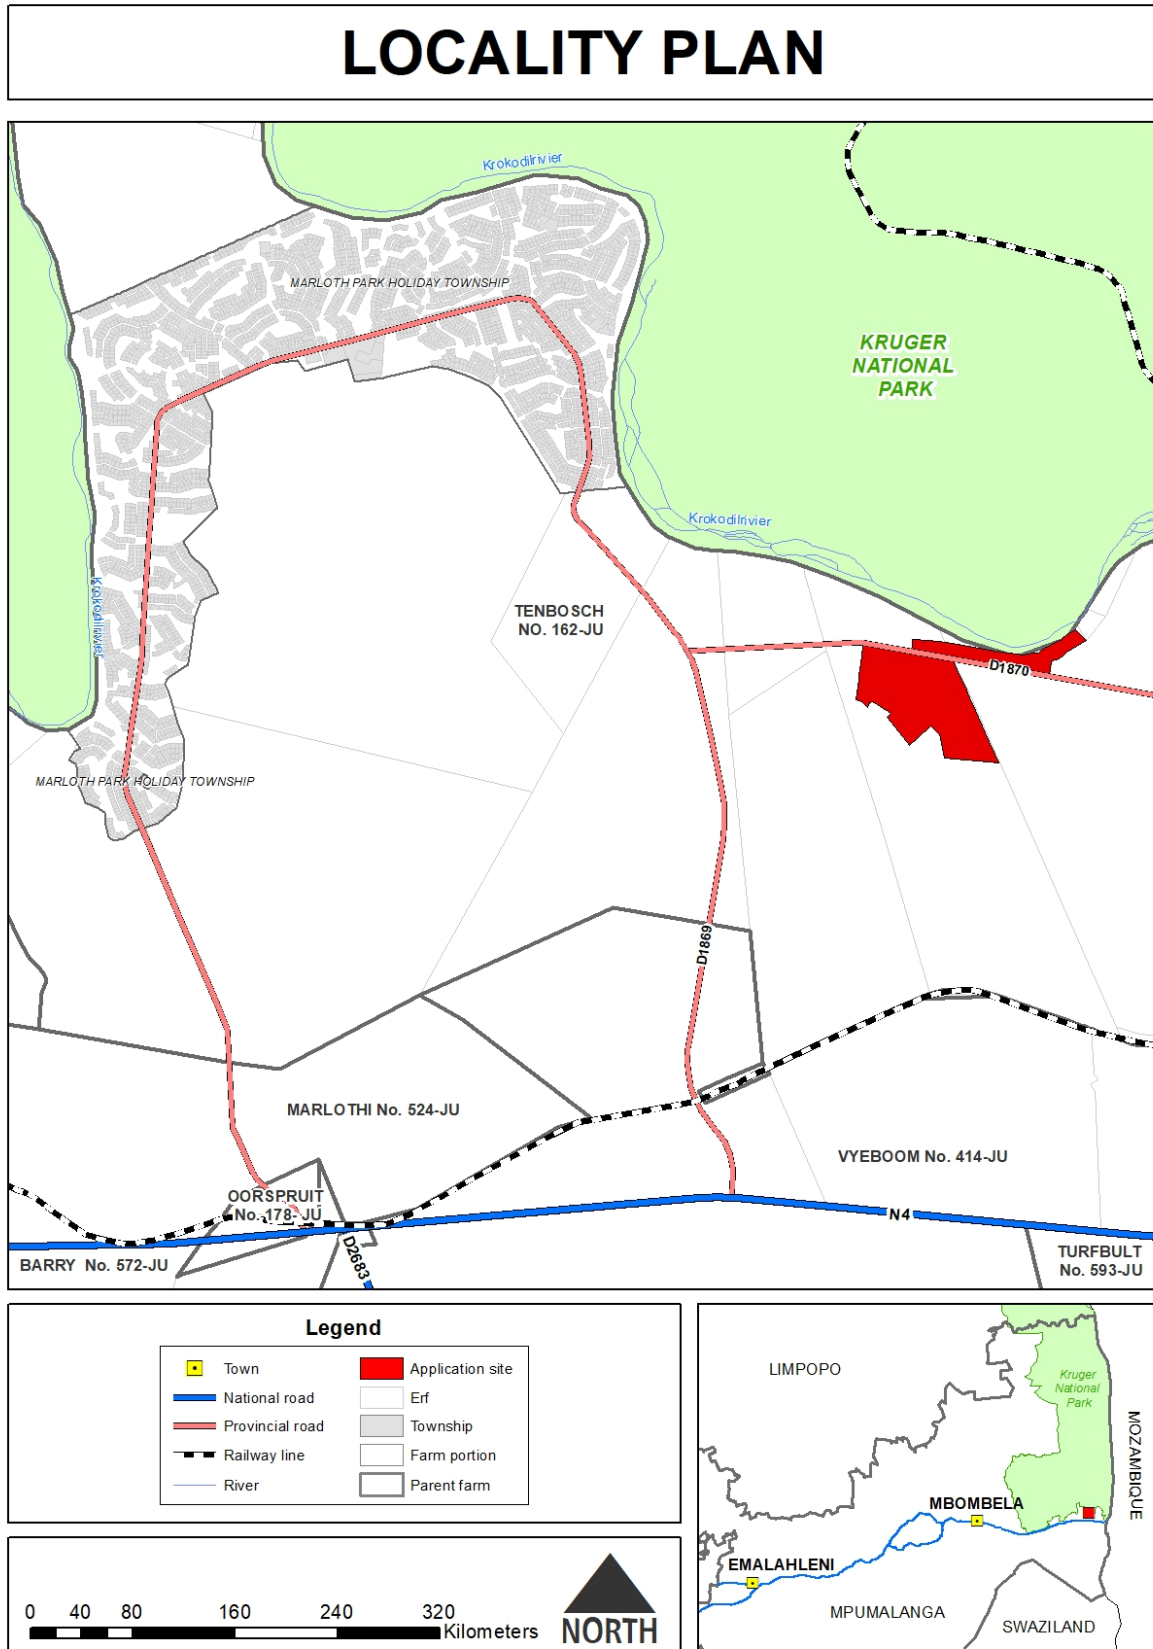 LOCALITY PLAN
Krokodilrivier
MARLOTH PARK HOLIDAY TOWNSHIP
KRUGER
NATIONAL
PARK
Krokodilrivier
Krokodilrivier
TENBOSCH
NO. 162-JU
D1870
MARLOTH PARK HOLIDAY TOWNSHIP
D1869
MARLOTHI No. 524-JU
VYEBOOM No. 414-JU
OORSPRUIT
No. 178- JU
N4
D2683
BARRY No. 572-JU
TURFBULT
No. 593-JU
Legend
Town
National road
Provincial road
Railway line
River
Application site
Erf
Township
Farm portion
Parent farm
0 40 80 160 240 320
Kilometers
NORTH
LIMPOPO
Kruger
National
Park
MOZAMBIQUE
MBOMBELA
EMALAHLENI
MPUMALANGA
SWAZILAND